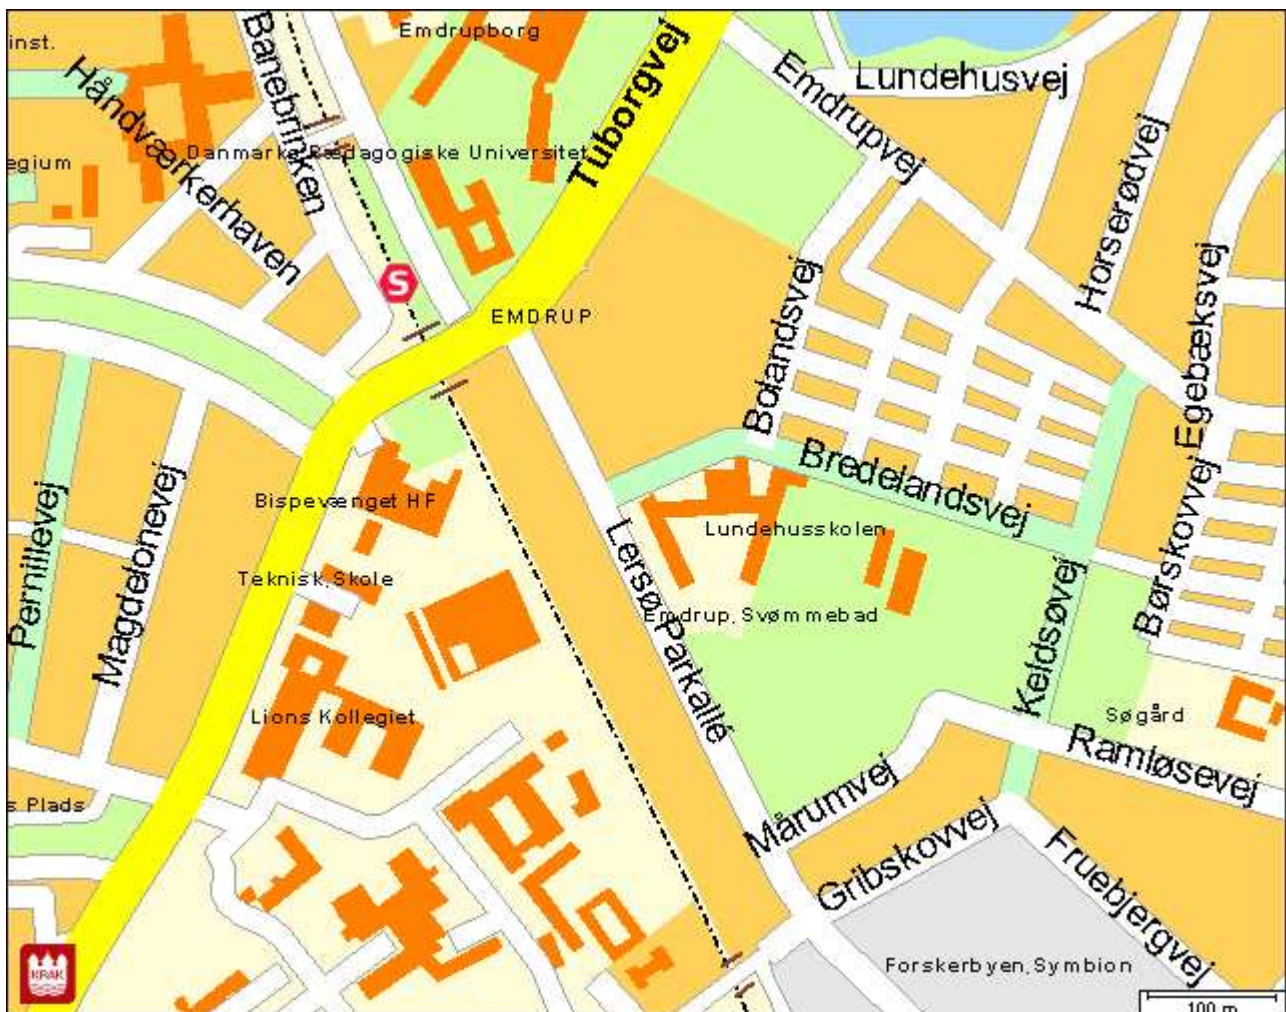 inst.
Banebrinken
Emdrupborg
Tuborgvej
Emdrupvej
Lundehusvej
Håndværkerhaven
Danmarks Pædagogiske Universitet
egium
Horserødvej
Egebæksvej
S
EMDRUP
Bolandsvej
Bredelandsvej
Børskovvej
Bispevænget HF
Pernillevej
Magdelonevej
Teknisk, Skole
Lersø Parkallé
Lundehusskolen
Emdrup, Svømmebad
Keldsøvej
Lions Kollegiet
Søgård
Ramløsevej
s Plads
Mårumvej
Gribskovvej
Fruebjergvej
KRAK
Forskerbyen, Symbion
100 m